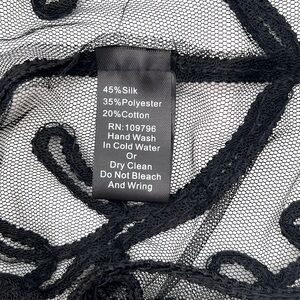 45%Silk
35%Polyester
20%Cotton
RN:109796
Hand Wash
In Cold Water
Or
Dry Clean
Do Not Bleach
And Wring